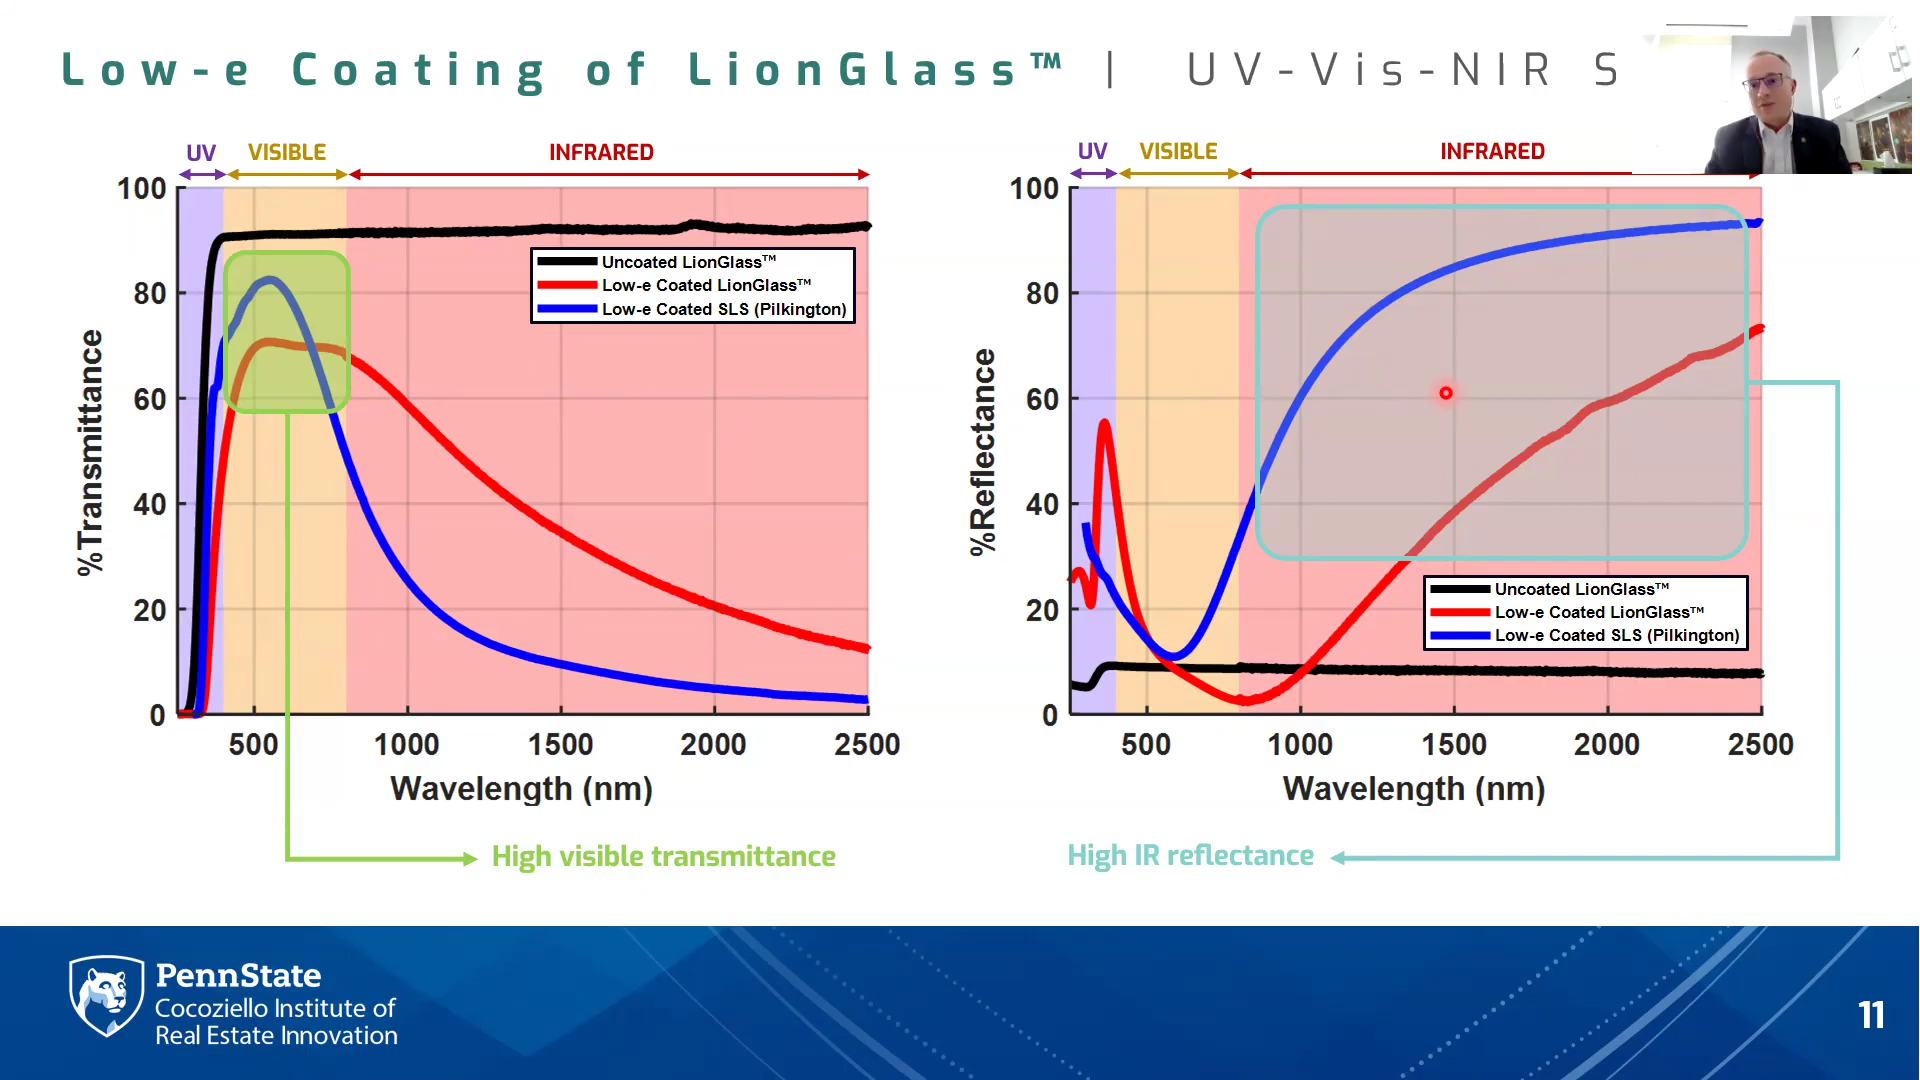 Low-e Coating of LionGlass™ | UV-Vis-NIR S
UV VISIBLE INFRARED
100
80
60
40
20
0
%Transmittance
Uncoated LionGlass™
Low-e Coated LionGlass™
Low-e Coated SLS (Pilkington)
500 1000 1500 2000 2500
Wavelength (nm)
High visible transmittance
UV VISIBLE INFRARED
100
80
60
40
20
0
%Reflectance
Uncoated LionGlass™
Low-e Coated LionGlass™
Low-e Coated SLS (Pilkington)
500 1000 1500 2000 2500
Wavelength (nm)
High IR reflectance
PennState
Cocoziello Institute of
Real Estate Innovation
11